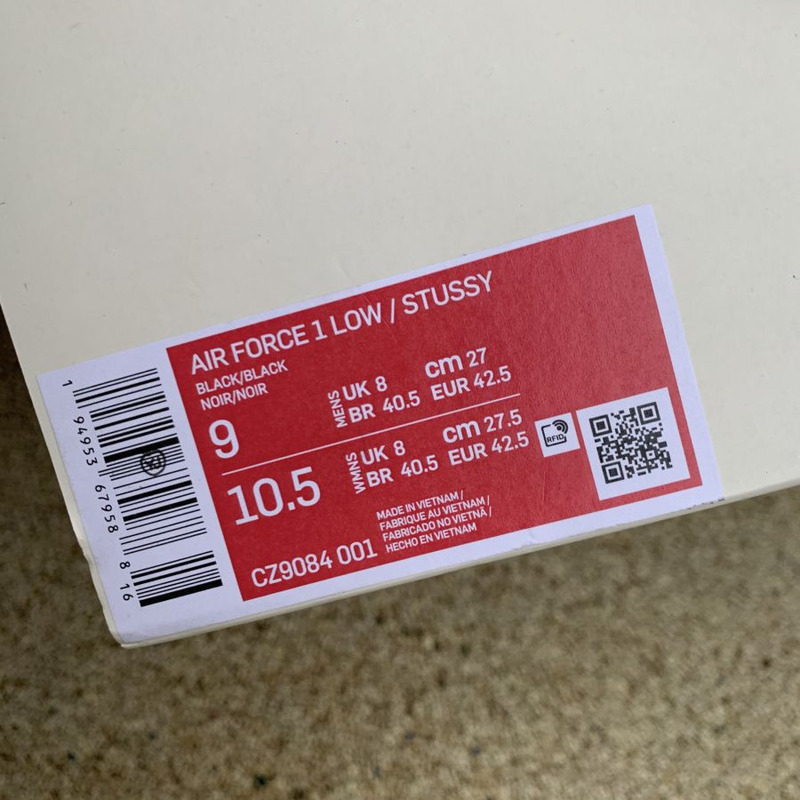 AIR FORCE 1 LOW / STUSSY
BLACK/BLACK
NOIR/NOIR
9
MENS
UK 8 cm 27
BR 40.5 EUR 42.5
10.5
WMNS
UK 8 cm 27.5
BR 40.5 EUR 42.5
RFID
CZ9084 001
MADE IN VIETNAM /
FABRIQUE AU VIETNAM /
FABRICADO NO VIETNÃ /
HECHO EN VIETNAM
1 94953 67958 8 16